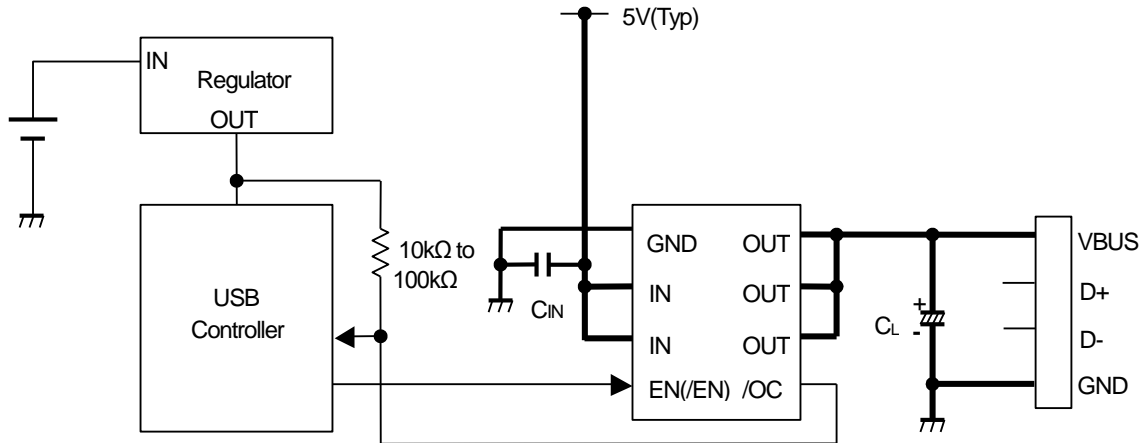 5V(Typ)
IN
Regulator
OUT
10kΩ to
100kΩ
USB
Controller
CIN
GND OUT
IN OUT
IN OUT
EN(/EN) /OC
+
CL
-
VBUS
D+
D-
GND